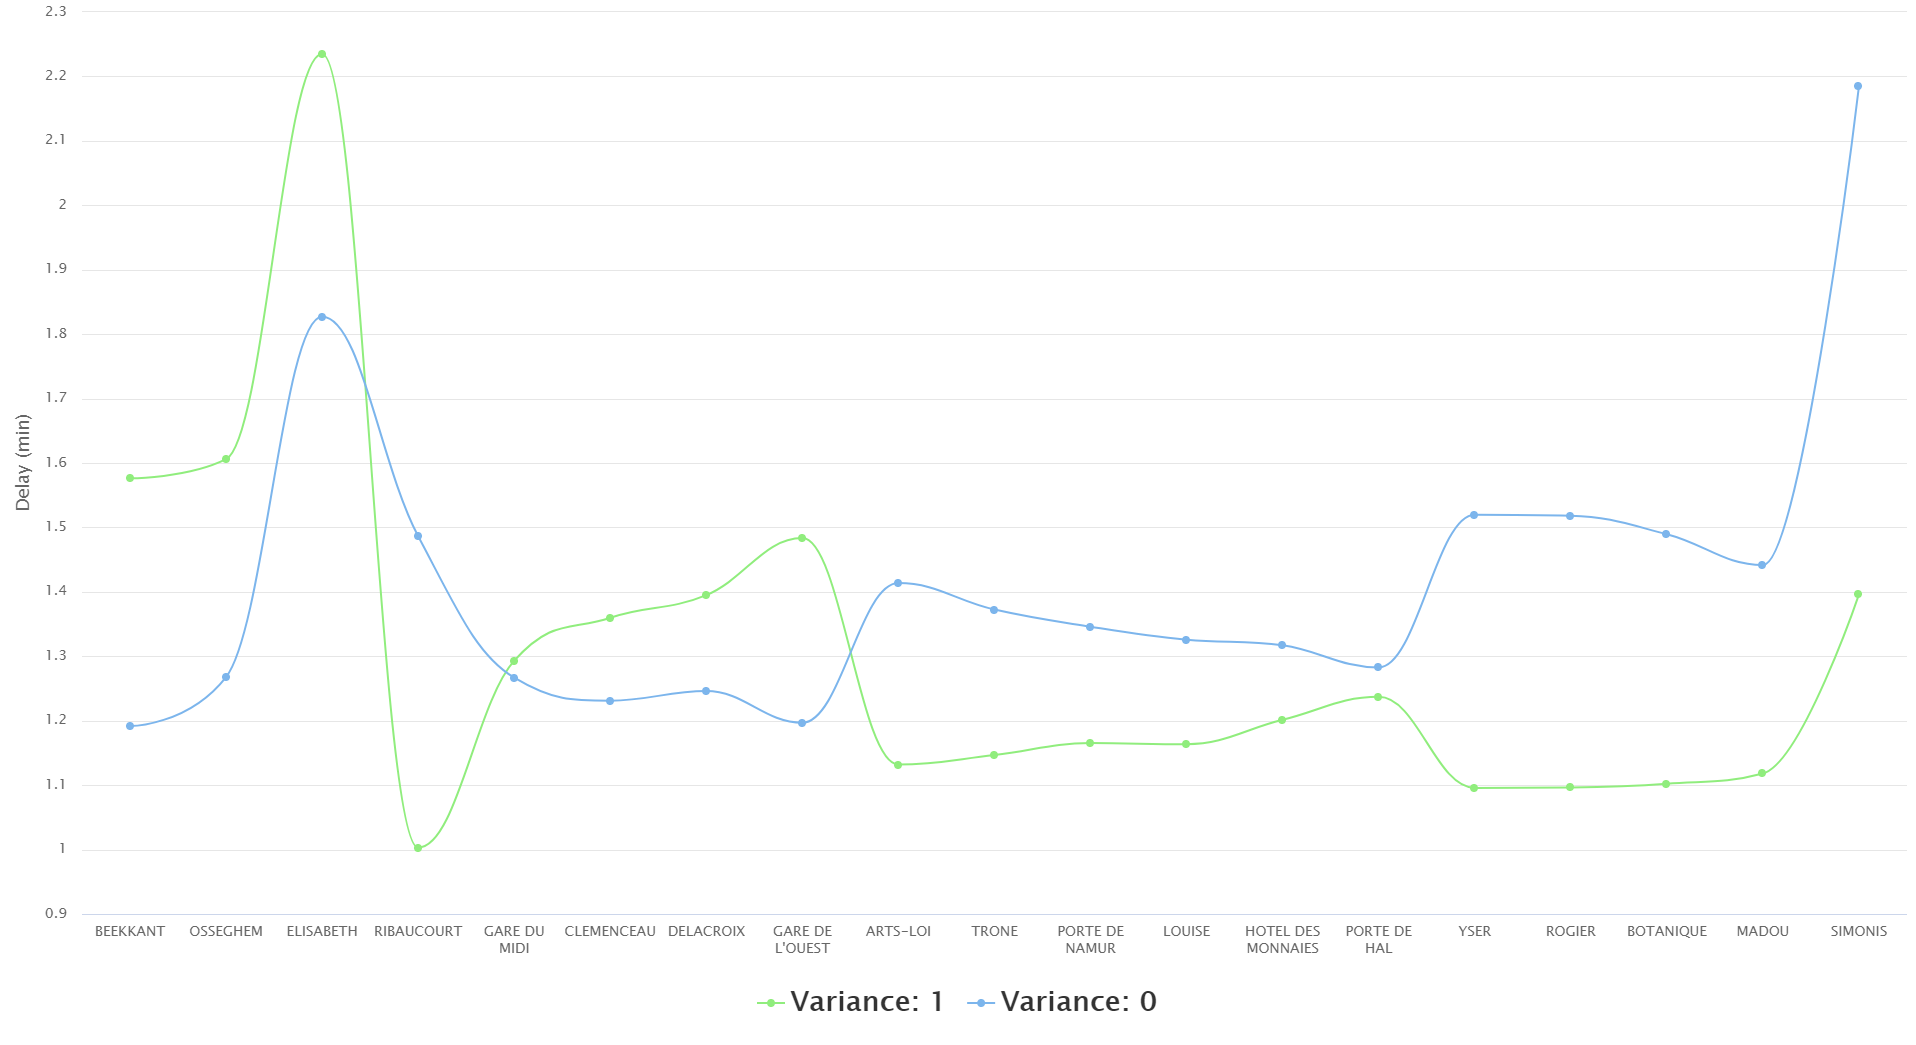 2.3
2.2
2.1
2
1.9
1.8
1.7
1.6
1.5
1.4
1.3
1.2
1.1
1
0.9
Delay (min)
BEEKKANT
OSSEGHEM
ELISABETH
RIBAUCOURT
GARE DU
MIDI
CLEMENCEAU
DELACROIX
GARE DE
L'OUEST
ARTS-LOI
TRONE
PORTE DE
NAMUR
LOUISE
HOTEL DES
MONNAIES
PORTE DE
HAL
YSER
ROGIER
BOTANIQUE
MADOU
SIMONIS
Variance: 1
Variance: 0